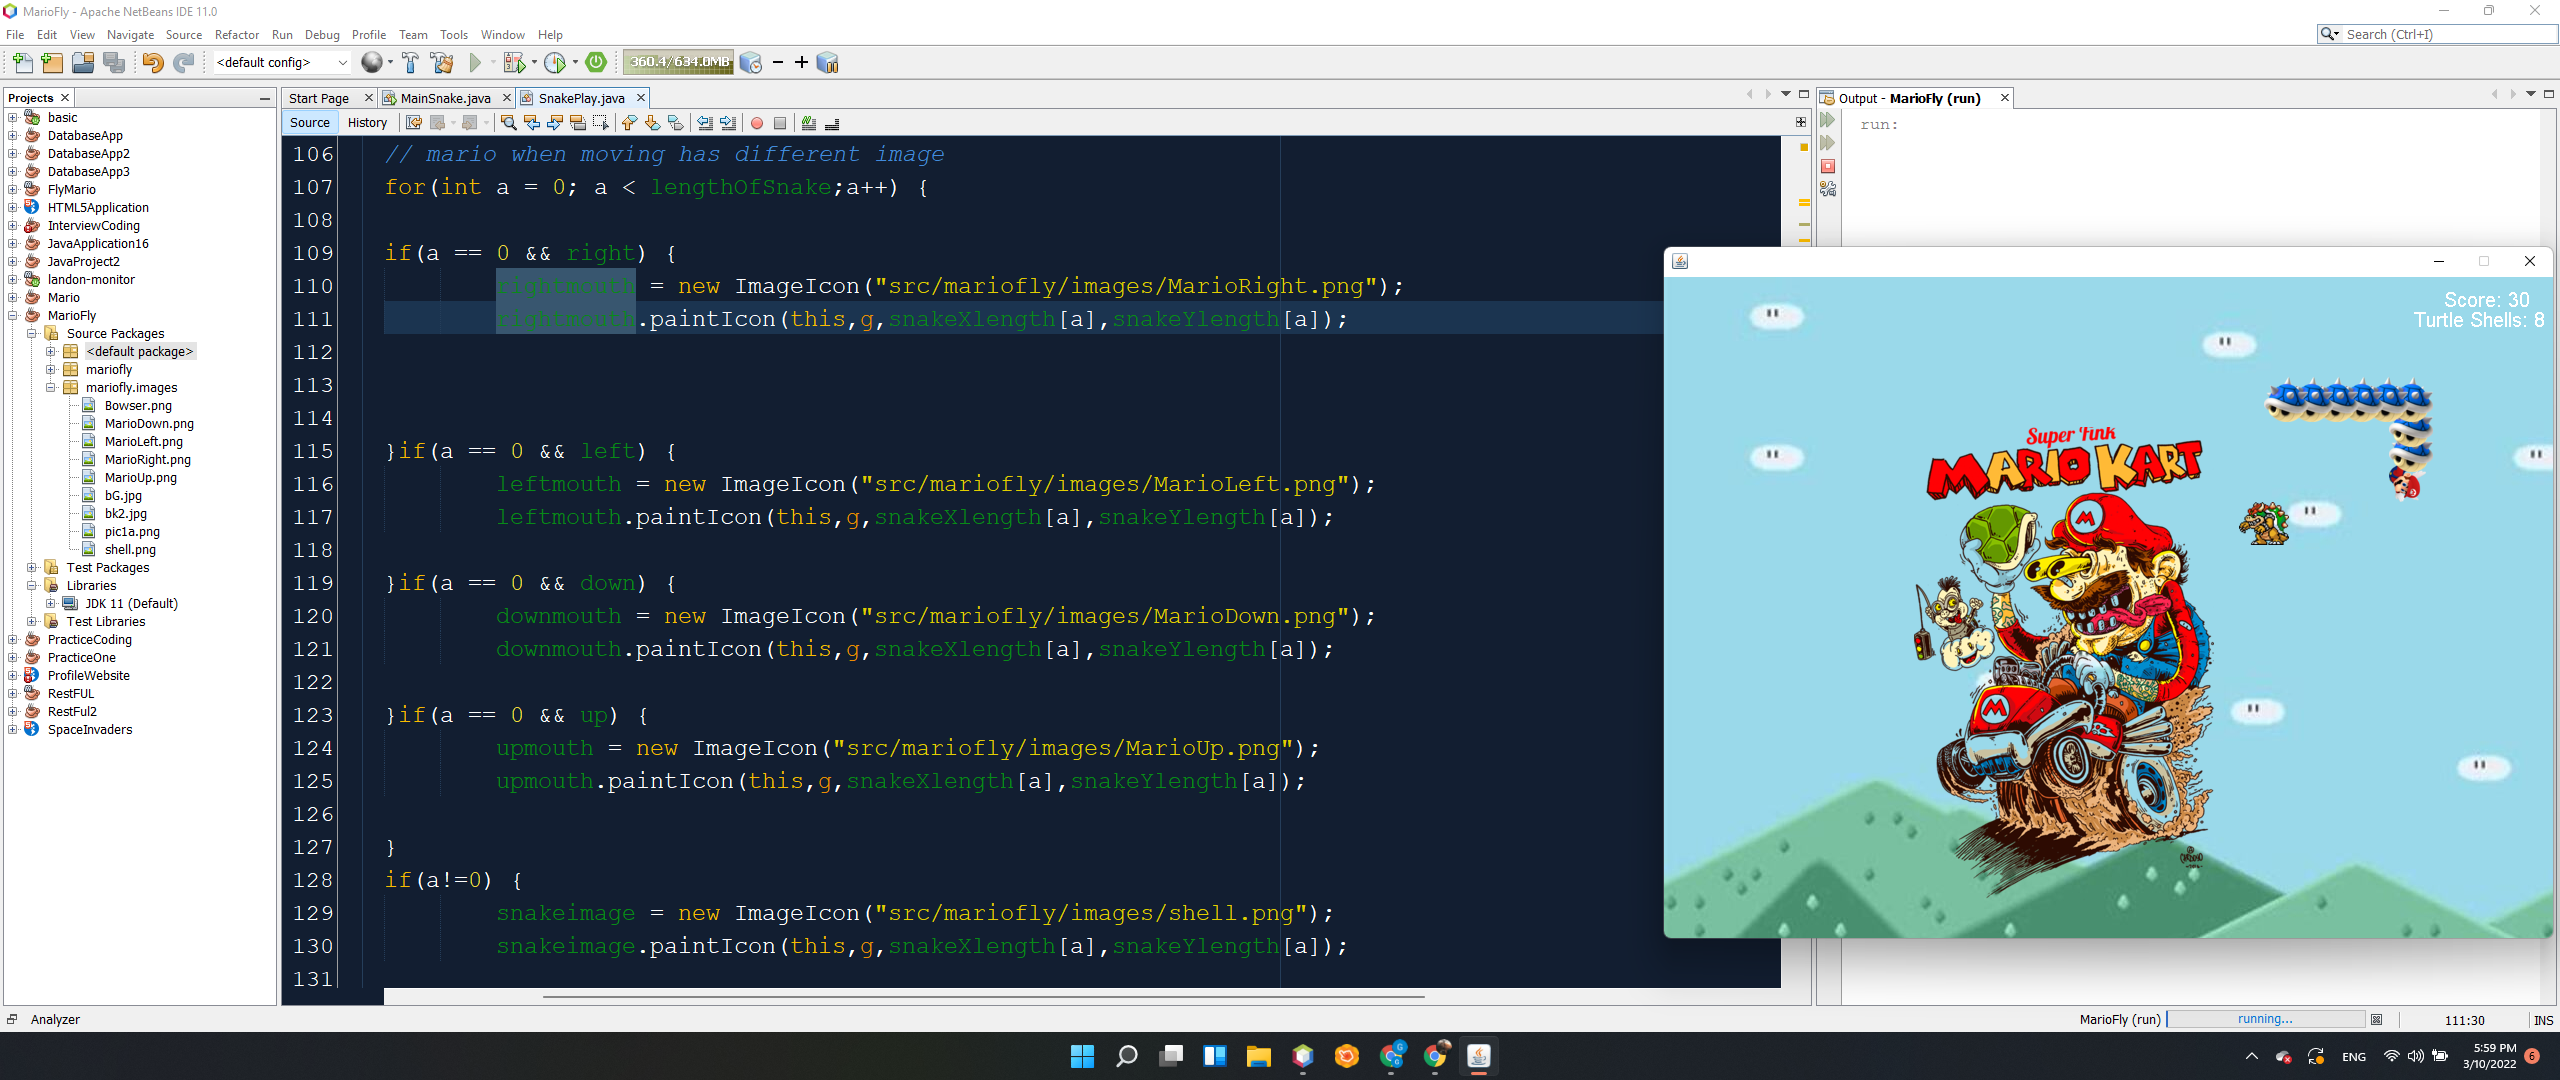 MarioFly - Apache NetBeans IDE 11.0
File Edit View Navigate Source Refactor Run Debug Profile Team Tools Window Help
Search (Ctrl+I)
<default config>
360.4/634.0MB
Projects
basic
DatabaseApp
DatabaseApp2
DatabaseApp3
FlyMario
HTML5Application
InterviewCoding
JavaApplication16
JavaProject2
landon-monitor
Mario
MarioFly
Source Packages
<default package>
mariofly
mariofly.images
Bowser.png
MarioDown.png
MarioLeft.png
MarioRight.png
MarioUp.png
bG.jpg
bk2.jpg
pic1a.png
shell.png
Test Packages
Libraries
JDK 11 (Default)
Test Libraries
PracticeCoding
PracticeOne
ProfileWebsite
RestFUL
RestFul2
SpaceInvaders
Start Page MainSnake.java SnakePlay.java
Source History
106 // mario when moving has different image
107 for(int a = 0; a < lengthOfSnake;a++) {
108
109 if(a == 0 && right) {
110 rightmouth = new ImageIcon("src/mariofly/images/MarioRight.png");
111 rightmouth.paintIcon(this,g,snakeXlength[a],snakeYlength[a]);
112
113
114
115 }if(a == 0 && left) {
116 leftmouth = new ImageIcon("src/mariofly/images/MarioLeft.png");
117 leftmouth.paintIcon(this,g,snakeXlength[a],snakeYlength[a]);
118
119 }if(a == 0 && down) {
120 downmouth = new ImageIcon("src/mariofly/images/MarioDown.png");
121 downmouth.paintIcon(this,g,snakeXlength[a],snakeYlength[a]);
122
123 }if(a == 0 && up) {
124 upmouth = new ImageIcon("src/mariofly/images/MarioUp.png");
125 upmouth.paintIcon(this,g,snakeXlength[a],snakeYlength[a]);
126
127 }
128 if(a!=0) {
129 snakeimage = new ImageIcon("src/mariofly/images/shell.png");
130 snakeimage.paintIcon(this,g,snakeXlength[a],snakeYlength[a]);
131
Output - MarioFly (run)
run:
Score: 30
Turtle Shells: 8
Super Fink
MARIO KART
M
M
Analyzer
MarioFly (run) running... 111:30 INS
ENG
5:59 PM
3/10/2022
6